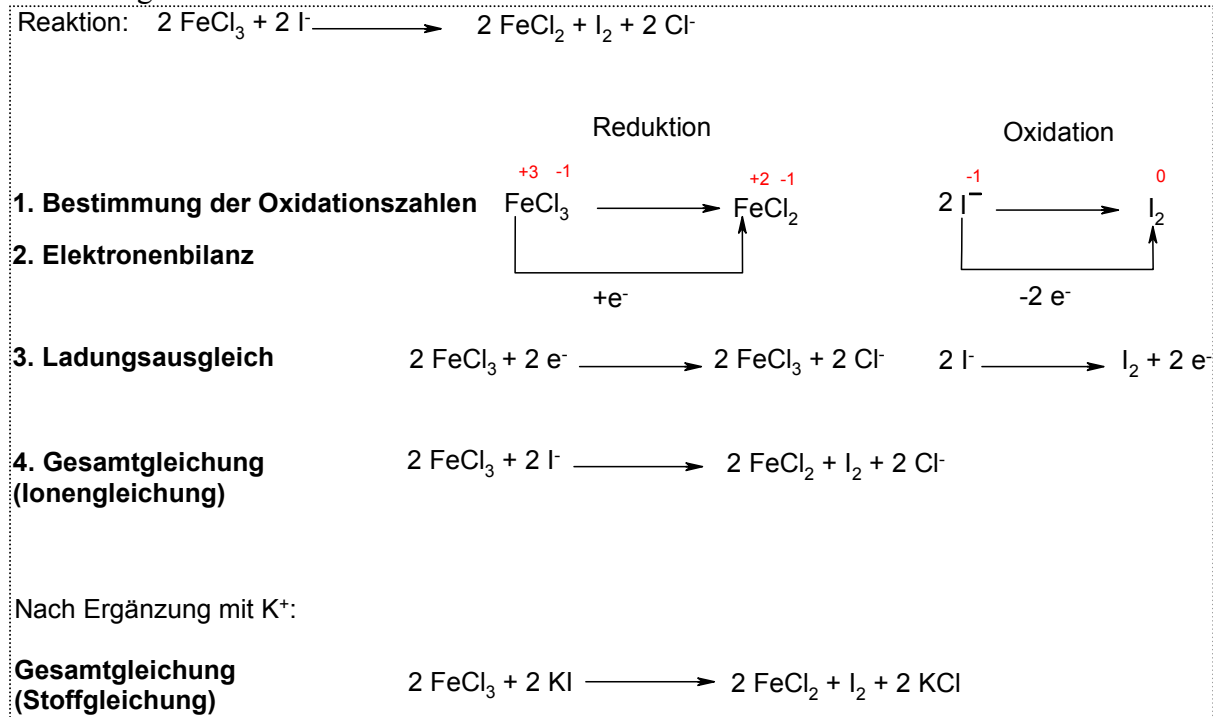 Reaktion: 2 FeCl₃ + 2 I⁻ ⟶ 2 FeCl₂ + I₂ + 2 Cl⁻
Reduktion Oxidation
+3 -1 +2 -1 -1 0
1. Bestimmung der Oxidationszahlen FeCl₃ ⟶ FeCl₂ 2 I⁻ ⟶ I₂
2. Elektronenbilanz
+e⁻ -2 e⁻
3. Ladungsausgleich 2 FeCl₃ + 2 e⁻ ⟶ 2 FeCl₃ + 2 Cl⁻ 2 I⁻ ⟶ I₂ + 2 e⁻
4. Gesamtgleichung 2 FeCl₃ + 2 I⁻ ⟶ 2 FeCl₂ + I₂ + 2 Cl⁻
(Ionengleichung)
Nach Ergänzung mit K⁺:
Gesamtgleichung
(Stoffgleichung) 2 FeCl₃ + 2 KI ⟶ 2 FeCl₂ + I₂ + 2 KCl